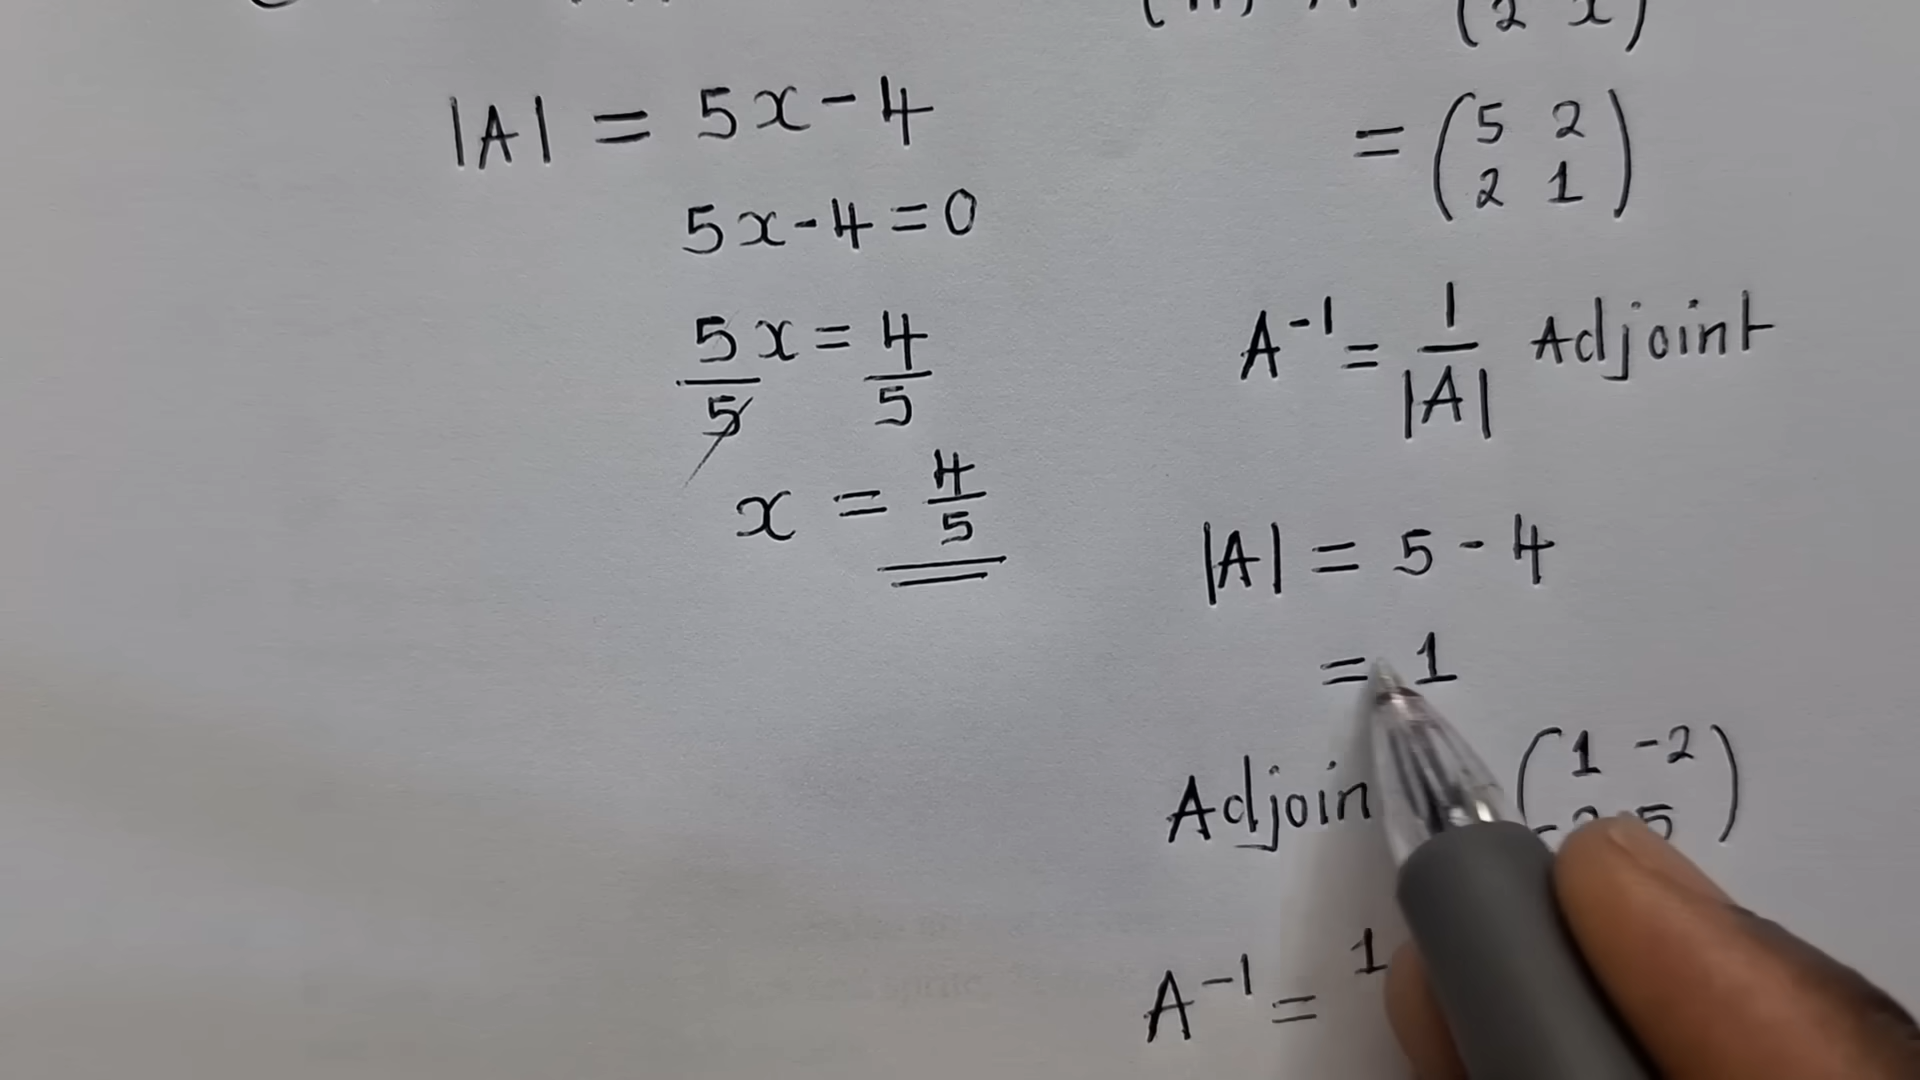 |A| = 5x - 4
5x - 4 = 0
5x/5 = 4/5
x = 4/5
(2 x)
= (5 2
2 1)
A⁻¹ = 1/|A| Adjoint
|A| = 5 - 4
= 1
Adjoin (1 -2
5)
A⁻¹ = 1